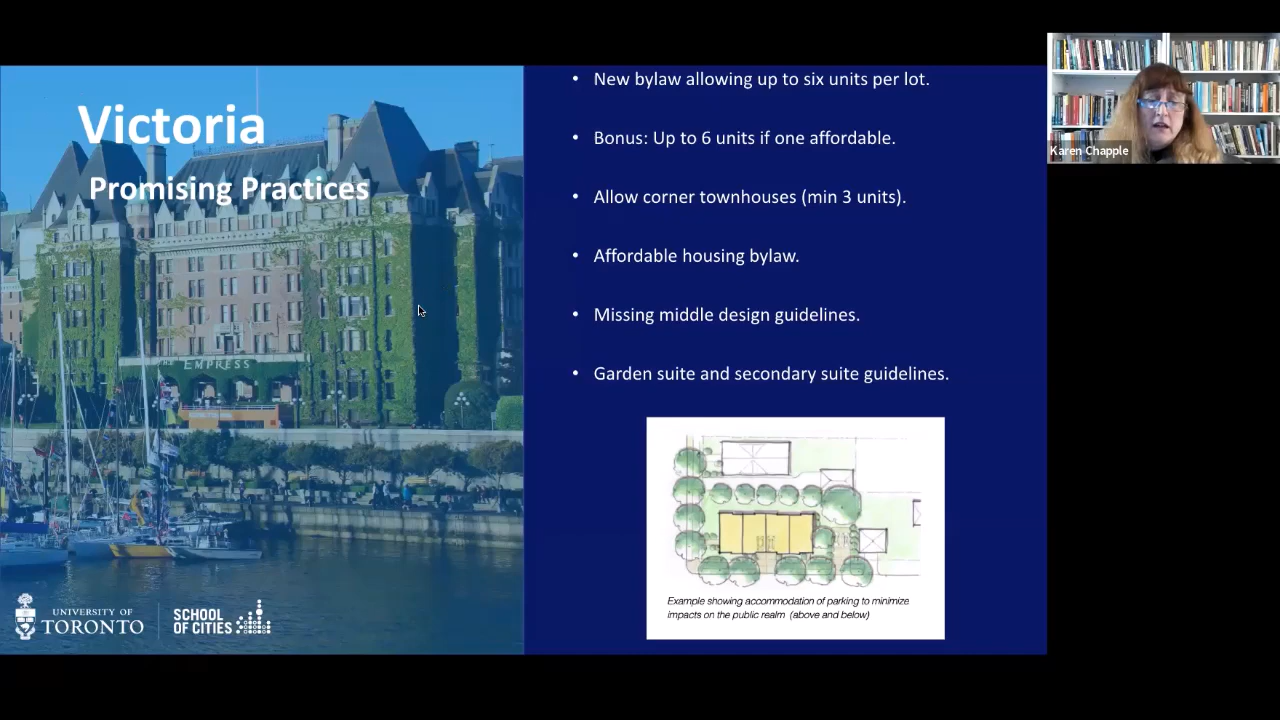 Victoria
Promising Practices
THE EMPRESS
UNIVERSITY OF
TORONTO
SCHOOL
OF CITIES
• New bylaw allowing up to six units per lot.
• Bonus: Up to 6 units if one affordable.
• Allow corner townhouses (min 3 units).
• Affordable housing bylaw.
• Missing middle design guidelines.
• Garden suite and secondary suite guidelines.
Example showing accommodation of parking to minimize
impacts on the public realm (above and below)
Karen Chapple